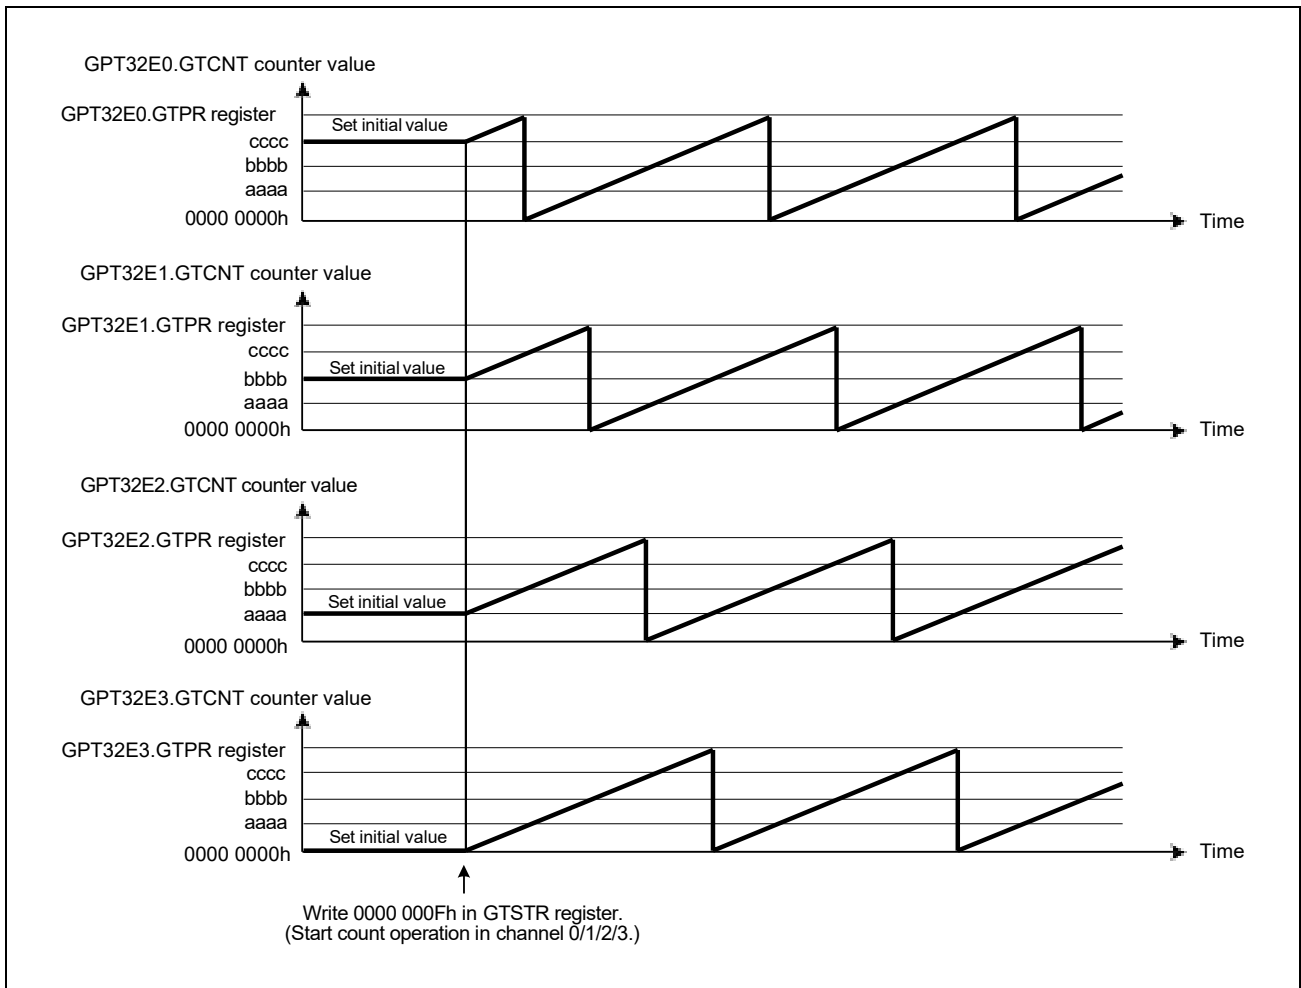 GPT32E0.GTCNT counter value
GPT32E0.GTPR register
Set initial value
cccc
bbbb
aaaa
0000 0000h
Time
GPT32E1.GTCNT counter value
GPT32E1.GTPR register
cccc
Set initial value
bbbb
aaaa
0000 0000h
Time
GPT32E2.GTCNT counter value
GPT32E2.GTPR register
cccc
bbbb
Set initial value
aaaa
0000 0000h
Time
GPT32E3.GTCNT counter value
GPT32E3.GTPR register
cccc
bbbb
aaaa
Set initial value
0000 0000h
Time
Write 0000 000Fh in GTSTR register.
(Start count operation in channel 0/1/2/3.)